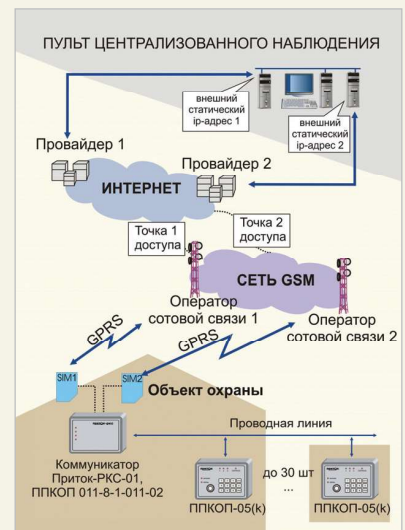 ПУЛЬТ ЦЕНТРАЛИЗОВАННОГО НАБЛЮДЕНИЯ
внешний
статический
ip-адрес 1
внешний
статический
ip-адрес 2
Провайдер 1
Провайдер 2
ИНТЕРНЕТ
Точка 1
доступа
Точка 2
доступа
СЕТЬ GSM
Оператор
сотовой связи 1
Оператор
сотовой связи 2
GPRS
GPRS
SIM1
SIM2
Объект охраны
Проводная линия
Коммуникатор
Приток-РКС-01,
ППКОП 011-8-1-011-02
до 30 шт
...
ППКОП-05(k)
ППКОП-05(k)